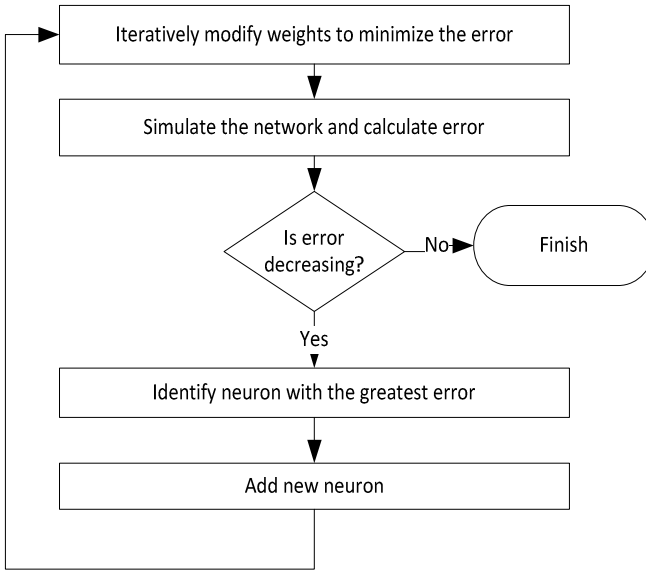 Iteratively modify weights to minimize the error
Simulate the network and calculate error
Is error
decreasing?
No
Finish
Yes
Identify neuron with the greatest error
Add new neuron